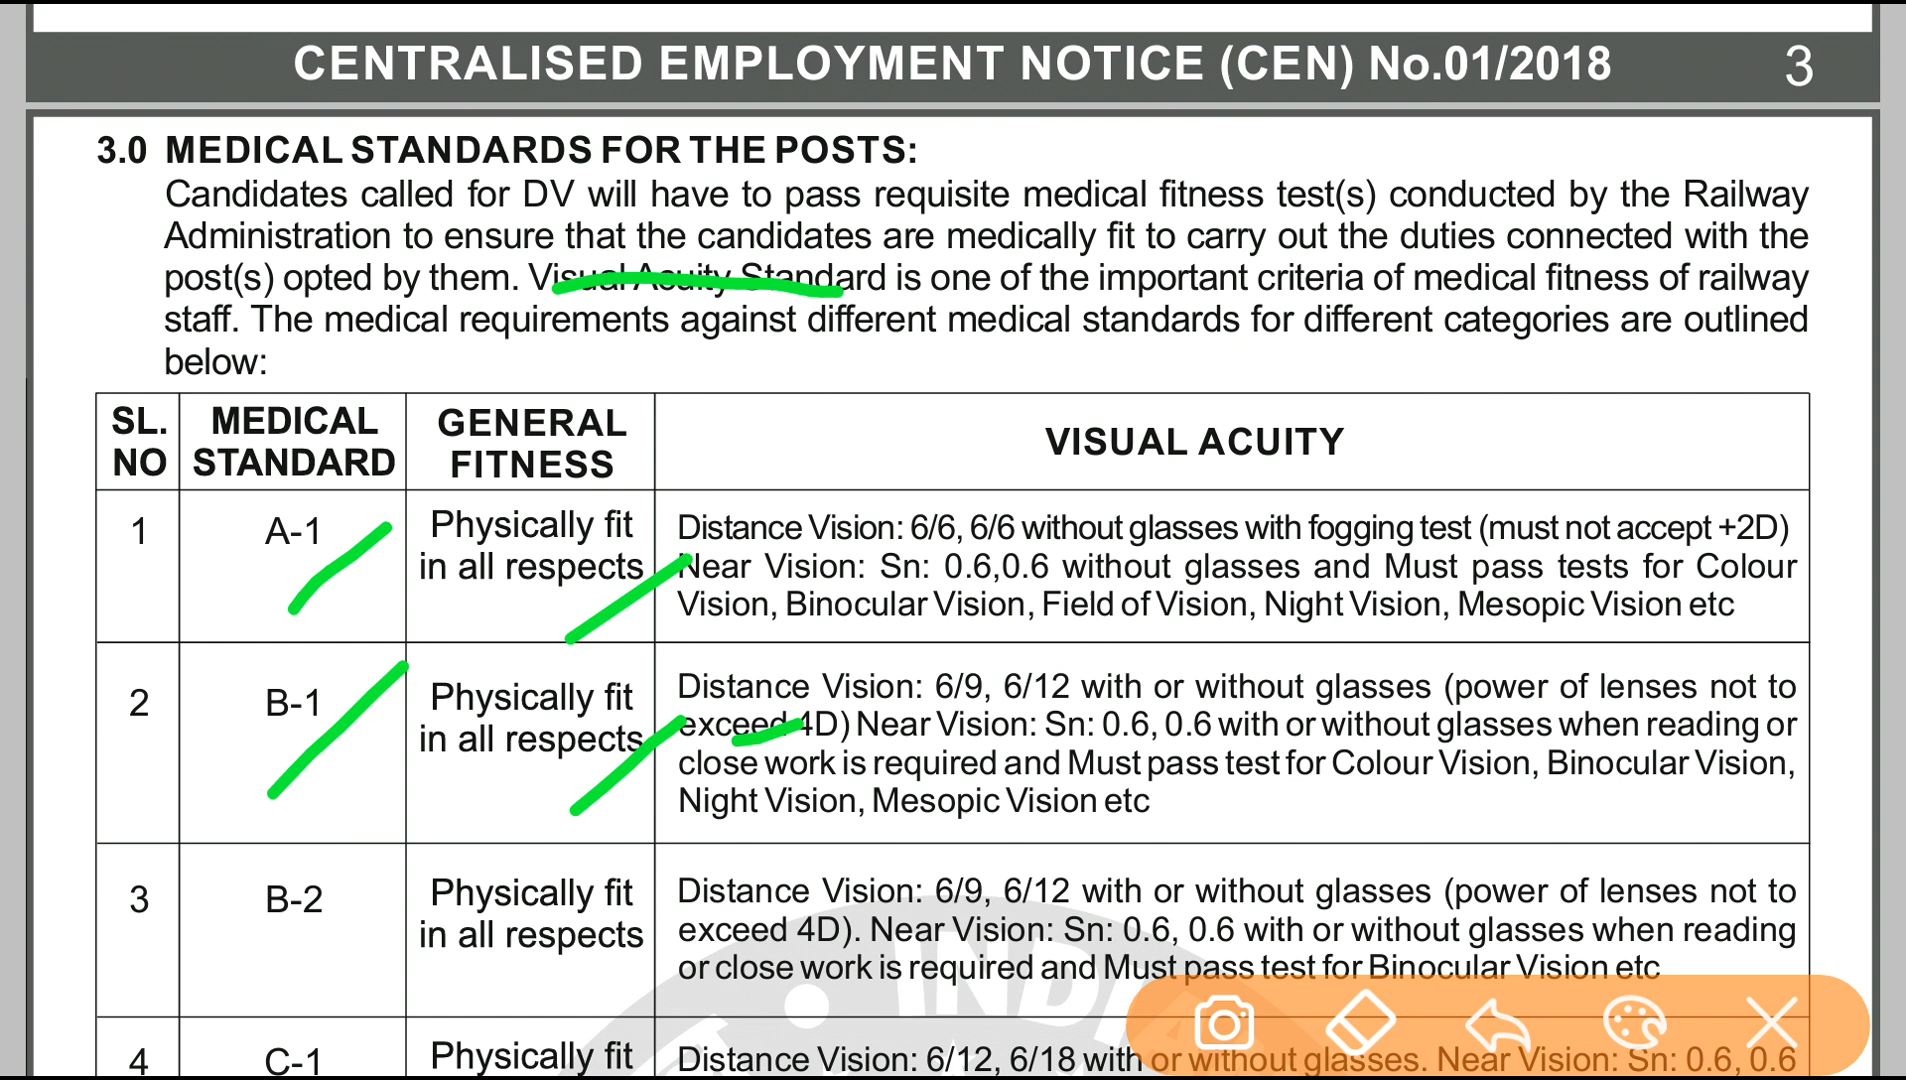 CENTRALISED EMPLOYMENT NOTICE (CEN) No.01/2018 3
3.0 MEDICAL STANDARDS FOR THE POSTS:
Candidates called for DV will have to pass requisite medical fitness test(s) conducted by the Railway
Administration to ensure that the candidates are medically fit to carry out the duties connected with the
post(s) opted by them. Visual Acuity Standard is one of the important criteria of medical fitness of railway
staff. The medical requirements against different medical standards for different categories are outlined
below:
SL. NO
MEDICAL STANDARD
GENERAL FITNESS
VISUAL ACUITY
1
A-1
Physically fit
in all respects
Distance Vision: 6/6, 6/6 without glasses with fogging test (must not accept +2D)
Near Vision: Sn: 0.6,0.6 without glasses and Must pass tests for Colour
Vision, Binocular Vision, Field of Vision, Night Vision, Mesopic Vision etc
2
B-1
Physically fit
in all respects
Distance Vision: 6/9, 6/12 with or without glasses (power of lenses not to
exceed 4D) Near Vision: Sn: 0.6, 0.6 with or without glasses when reading or
close work is required and Must pass test for Colour Vision, Binocular Vision,
Night Vision, Mesopic Vision etc
3
B-2
Physically fit
in all respects
Distance Vision: 6/9, 6/12 with or without glasses (power of lenses not to
exceed 4D). Near Vision: Sn: 0.6, 0.6 with or without glasses when reading
or close work is required and Must pass test for Binocular Vision etc
4
C-1
Physically fit
Distance Vision: 6/12, 6/18 with or without glasses. Near Vision: Sn: 0.6, 0.6